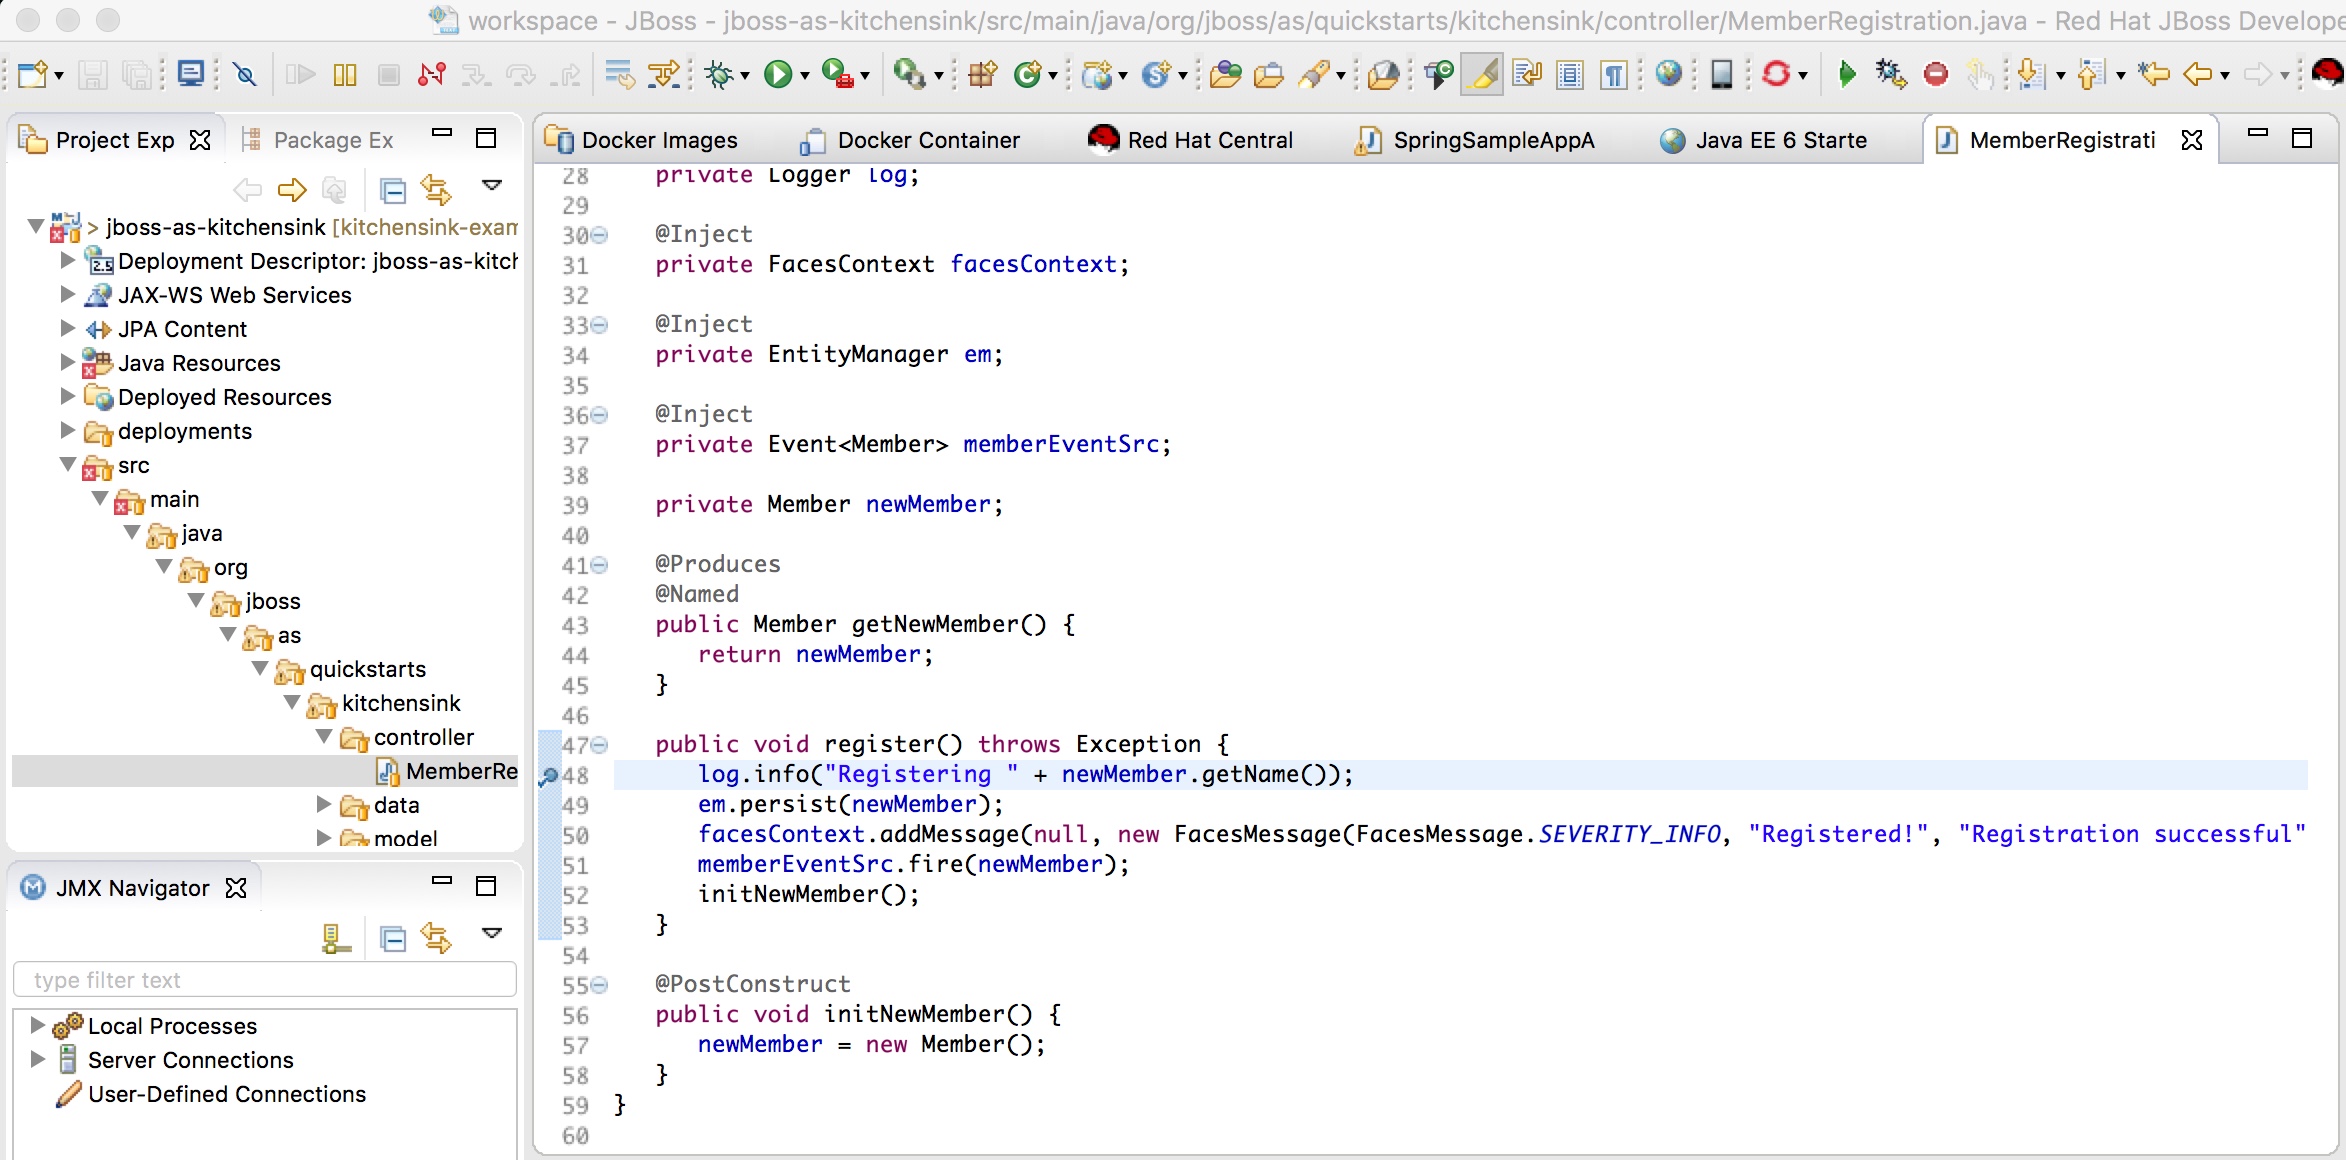 workspace - JBoss - jboss-as-kitchensink/src/main/java/org/jboss/as/quickstarts/kitchensink/controller/MemberRegistration.java - Red Hat JBoss Develope
Project Exp
Package Ex
> jboss-as-kitchensink [kitchensink-exam
Deployment Descriptor: jboss-as-kitch
JAX-WS Web Services
JPA Content
Java Resources
Deployed Resources
deployments
src
main
java
org
jboss
as
quickstarts
kitchensink
controller
MemberRe
data
model
JMX Navigator
type filter text
Local Processes
Server Connections
User-Defined Connections
Docker Images
Docker Container
Red Hat Central
SpringSampleAppA
Java EE 6 Starte
MemberRegistrati
28 private Logger log;
29
30 @Inject
31 private FacesContext facesContext;
32
33 @Inject
34 private EntityManager em;
35
36 @Inject
37 private Event<Member> memberEventSrc;
38
39 private Member newMember;
40
41 @Produces
42 @Named
43 public Member getNewMember() {
44 return newMember;
45 }
46
47 public void register() throws Exception {
48 log.info("Registering " + newMember.getName());
49 em.persist(newMember);
50 facesContext.addMessage(null, new FacesMessage(FacesMessage.SEVERITY_INFO, "Registered!", "Registration successful"
51 memberEventSrc.fire(newMember);
52 initNewMember();
53 }
54
55 @PostConstruct
56 public void initNewMember() {
57 newMember = new Member();
58 }
59 }
60